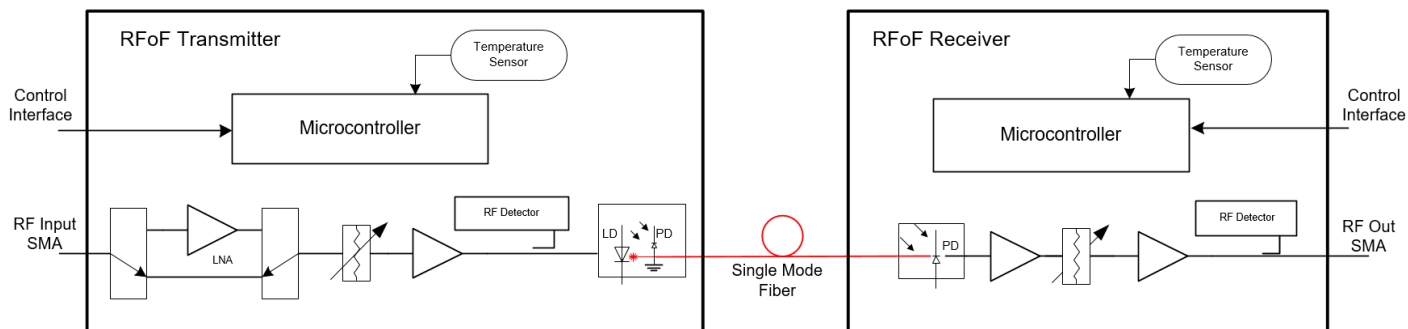 RFoF Transmitter
Temperature
Sensor
Control
Interface
Microcontroller
RF Input
SMA
LNA
RF Detector
LD
PD
Single Mode
Fiber
RFoF Receiver
Temperature
Sensor
Microcontroller
Control
Interface
PD
RF Detector
RF Out
SMA